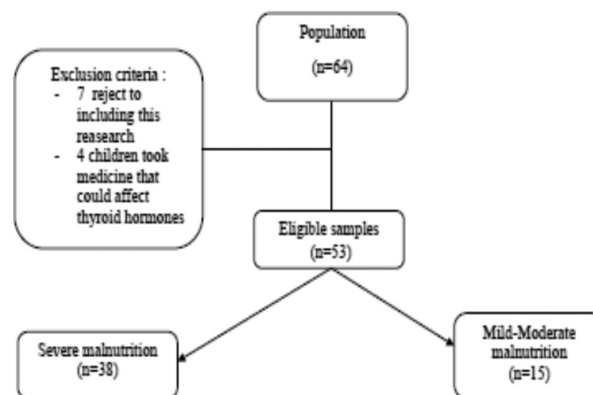 Population
(n=64)
Exclusion criteria :
- 7 reject to
including this
reasearch
- 4 children took
medicine that
could affect
thyroid hormones
Eligible samples
(n=53)
Severe malnutrition
(n=38)
Mild-Moderate
malnutrition
(n=15)